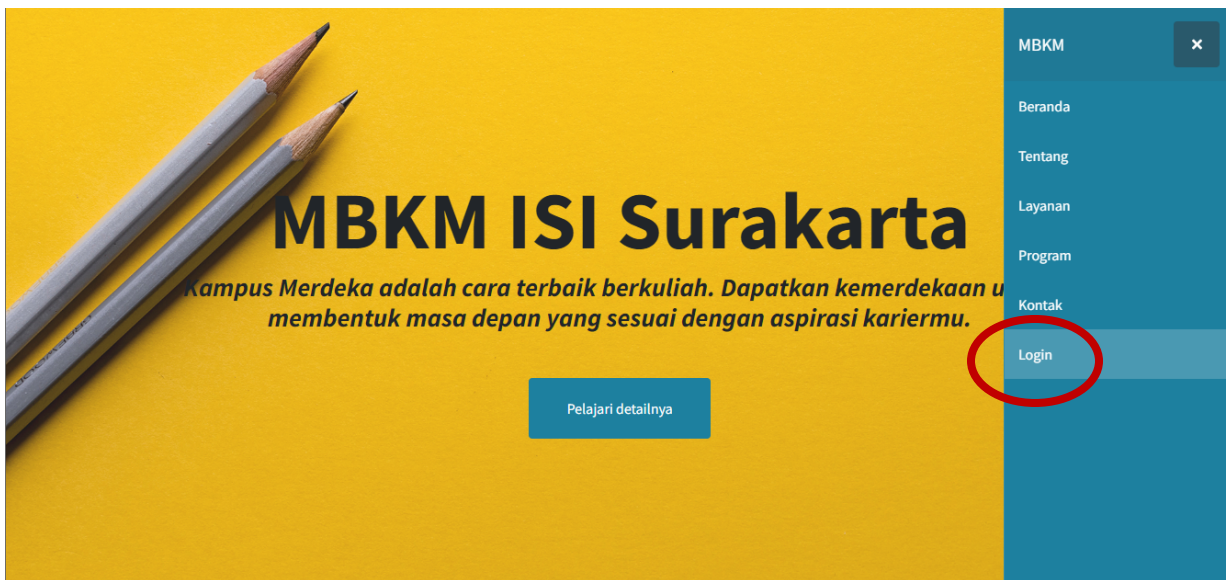 MBKM ISI Surakarta
Kampus Merdeka adalah cara terbaik berkuliah. Dapatkan kemerdekaan u
membentuk masa depan yang sesuai dengan aspirasi kariermu.
Pelajari detailnya
MBKM ×
Beranda
Tentang
Layanan
Program
Kontak
Login